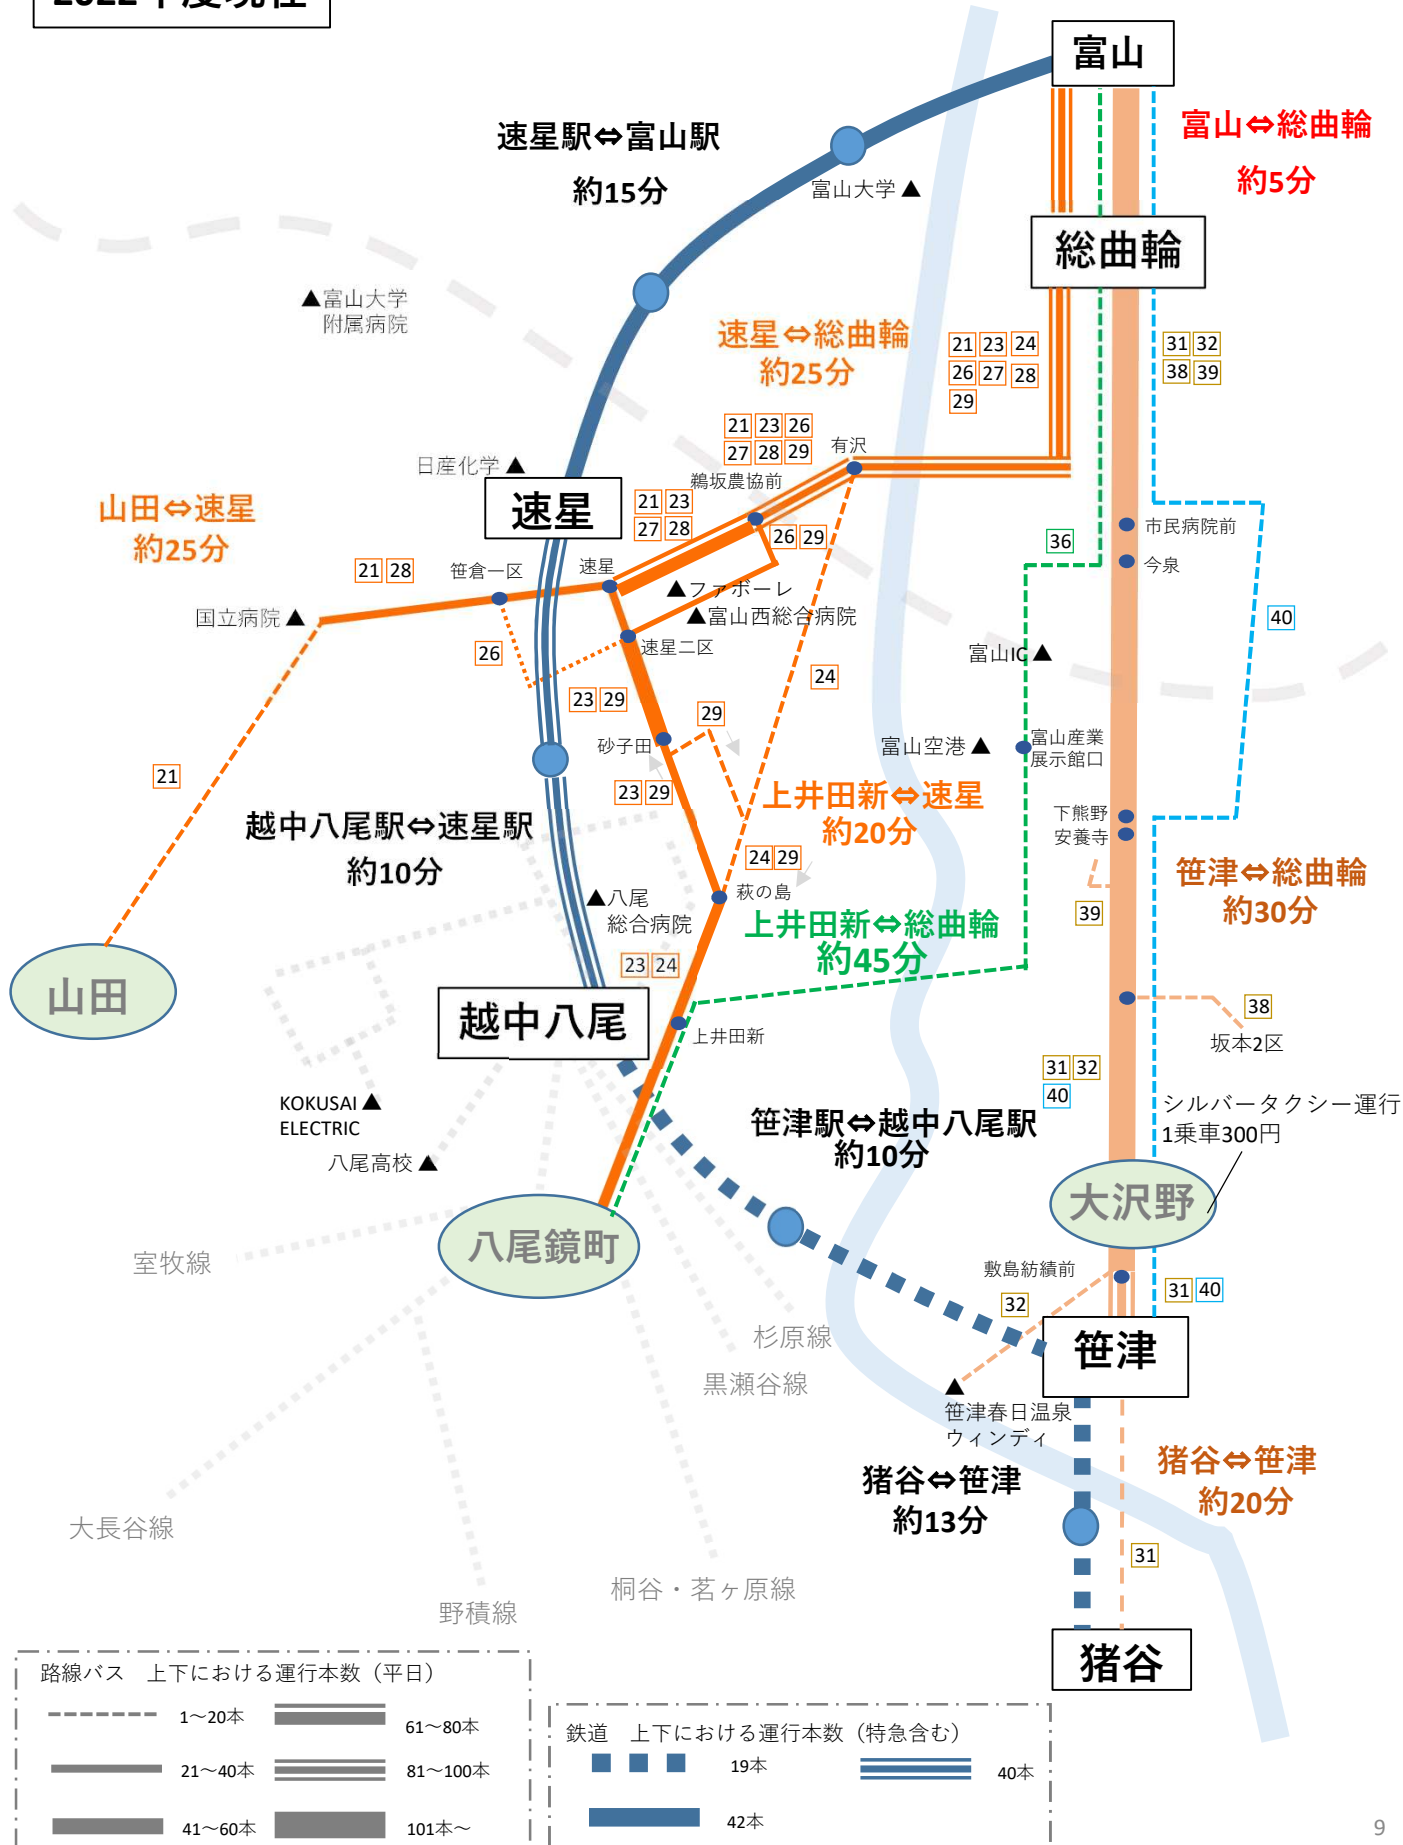 2022年度現在
富山
速星駅⇔富山駅
約15分
富山⇔総曲輪
約5分
富山大学▲
総曲輪
▲富山大学
附属病院
速星⇔総曲輪
約25分
21 23 24
26 27 28
29
31 32
38 39
21 23 26
27 28 29
有沢
日産化学▲
鵜坂農協前
速星
山田⇔速星
約25分
21 23
27 28
26 29
市民病院前
36
今泉
21 28
笹倉一区
速星
▲ファボーレ
▲富山西総合病院
国立病院▲
40
速星二区
26
富山IC▲
24
23 29
29
砂子田
富山空港▲
富山産業
展示館口
21
23 29
上井田新⇔速星
約20分
下熊野
安養寺
越中八尾駅⇔速星駅
約10分
24 29
笹津⇔総曲輪
約30分
▲八尾
総合病院
萩の島
39
上井田新⇔総曲輪
約45分
23 24
山田
越中八尾
38
上井田新
坂本2区
31 32
40
KOKUSAI▲
ELECTRIC
笹津駅⇔越中八尾駅
約10分
シルバータクシー運行
1乗車300円
八尾高校▲
大沢野
八尾鏡町
室牧線
敷島紡績前
32
31 40
杉原線
笹津
黒瀬谷線
▲
笹津春日温泉
ウィンディ
猪谷⇔笹津
約13分
猪谷⇔笹津
約20分
大長谷線
31
桐谷・茗ヶ原線
野積線
猪谷
路線バス 上下における運行本数（平日）
1～20本
61～80本
21～40本
81～100本
41～60本
101本～
鉄道 上下における運行本数（特急含む）
19本
40本
42本
9